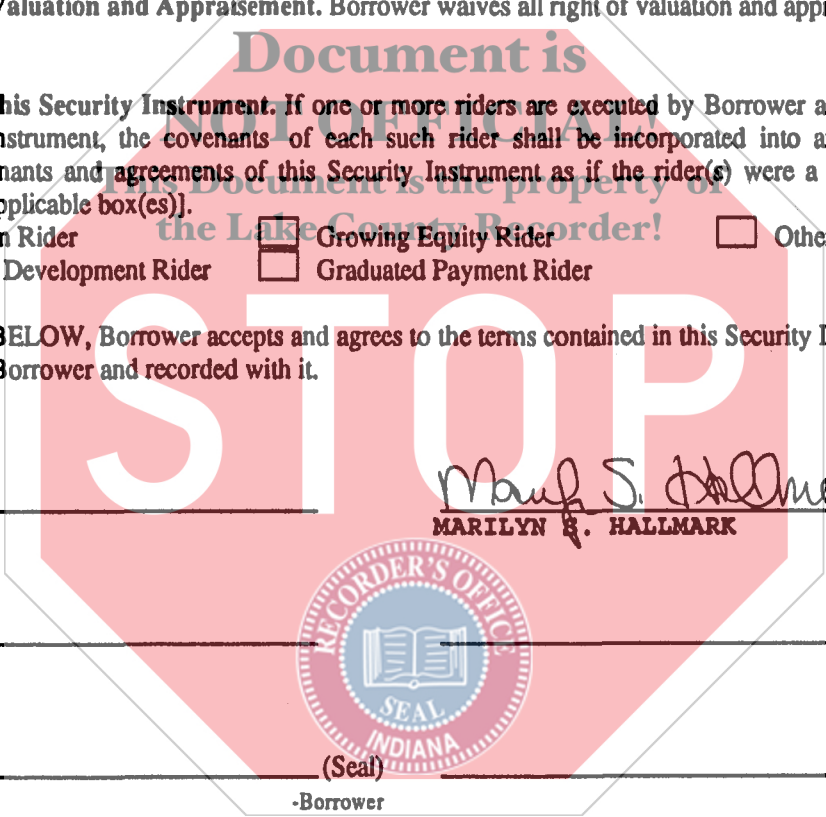 Valuation and Appraisement. Borrower waives all right of valuation and appr
Document is
his Security Instrument. If one or more riders are executed by Borrower a
NOT OFFICIAL!
nstrument, the covenants of each such rider shall be incorporated into a
nants and agreements of this Security Instrument as if the rider(s) were a
This Document is the property of
pplicable box(es)].
the Lake County Recorder!
n Rider Growing Equity Rider Othe
Development Rider Graduated Payment Rider
STOP
BELOW, Borrower accepts and agrees to the terms contained in this Security I
Borrower and recorded with it.
MARILYN S. HALLMARK
RECORDER'S OFFICE
SEAL
INDIANA
(Seal)
-Borrower